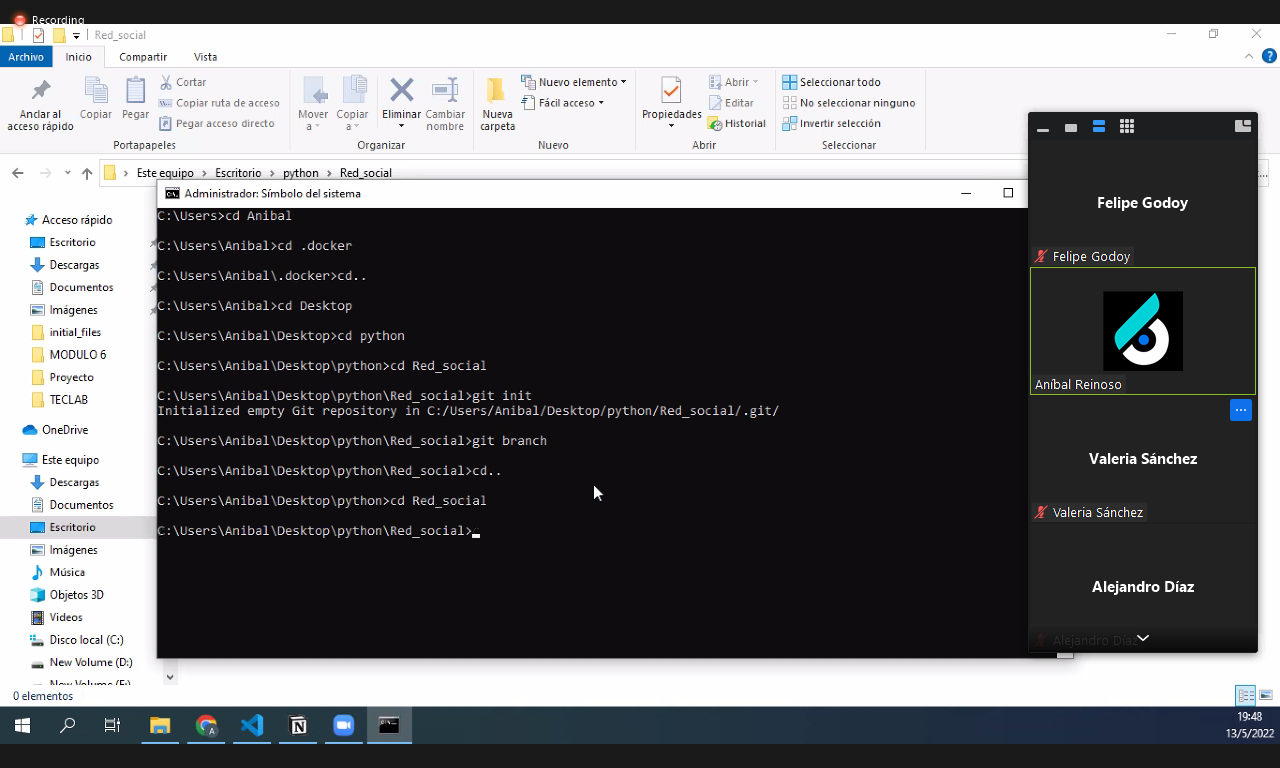 Recording
Red_social
Archivo
Inicio
Compartir
Vista
Anclar al
acceso rápido
Copiar
Pegar
Cortar
Copiar ruta de acceso
Pegar acceso directo
Portapapeles
Mover
a
Copiar
a
Eliminar
Cambiar
nombre
Organizar
Nueva
carpeta
Nuevo elemento
Fácil acceso
Nuevo
Propiedades
Abrir
Editar
Historial
Abrir
Seleccionar todo
No seleccionar ninguno
Invertir selección
Seleccionar
Este equipo
Escritorio
python
Red_social
Acceso rápido
Escritorio
Descargas
Documentos
Imágenes
initial_files
MODULO 6
Proyecto
TECLAB
OneDrive
Este equipo
Descargas
Documentos
Escritorio
Imágenes
Música
Objetos 3D
Videos
Disco local (C:)
New Volume (D:)
New Volume (E:)
0 elementos
Administrador: Símbolo del sistema
C:\Users>cd Anibal
C:\Users\Anibal>cd .docker
C:\Users\Anibal\.docker>cd..
C:\Users\Anibal>cd Desktop
C:\Users\Anibal\Desktop>cd python
C:\Users\Anibal\Desktop\python>cd Red_social
C:\Users\Anibal\Desktop\python\Red_social>git init
Initialized empty Git repository in C:/Users/Anibal/Desktop/python/Red_social/.git/
C:\Users\Anibal\Desktop\python\Red_social>git branch
C:\Users\Anibal\Desktop\python\Red_social>cd..
C:\Users\Anibal\Desktop\python>cd Red_social
C:\Users\Anibal\Desktop\python\Red_social>
Felipe Godoy
Felipe Godoy
Aníbal Reinoso
Valeria Sánchez
Valeria Sánchez
Alejandro Díaz
Alejandro Díaz
19:48
13/5/2022